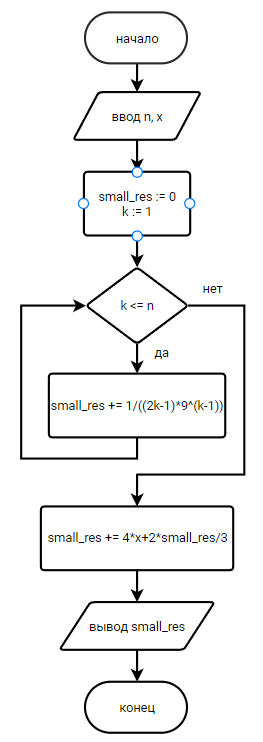 начало
ввод n, x
small_res := 0
k := 1
k <= n
нет
да
small_res += 1/((2k-1)*9^(k-1))
small_res += 4*x+2*small_res/3
вывод small_res
конец